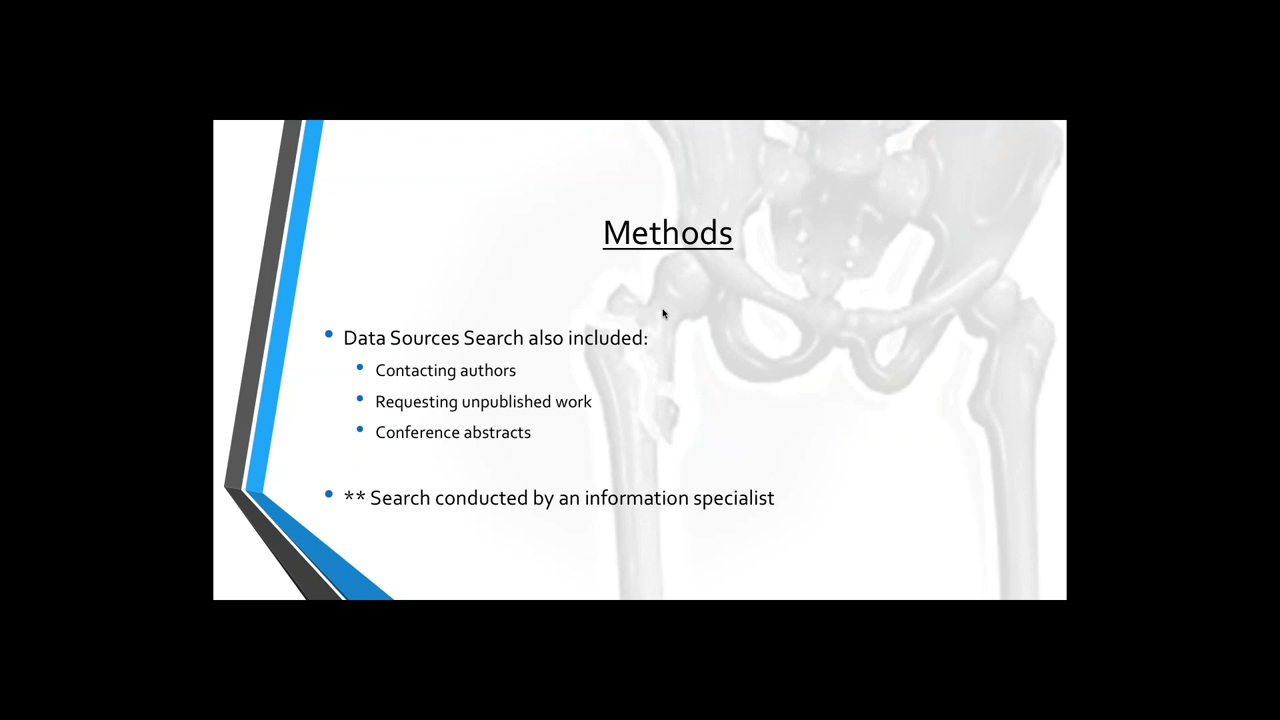 Methods
Data Sources Search also included:
Contacting authors
Requesting unpublished work
Conference abstracts
** Search conducted by an information specialist